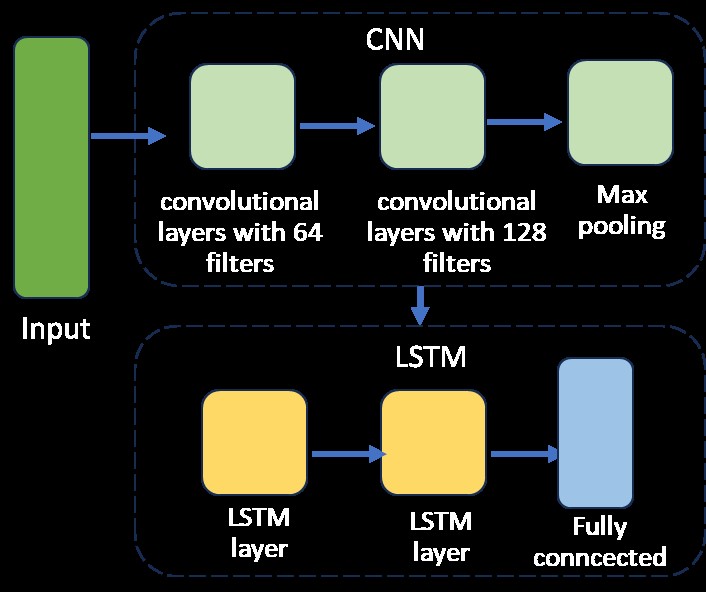 CNN
convolutional
layers with 64
filters
convolutional
layers with 128
filters
Max
pooling
Input
LSTM
LSTM
layer
LSTM
layer
Fully
conncected